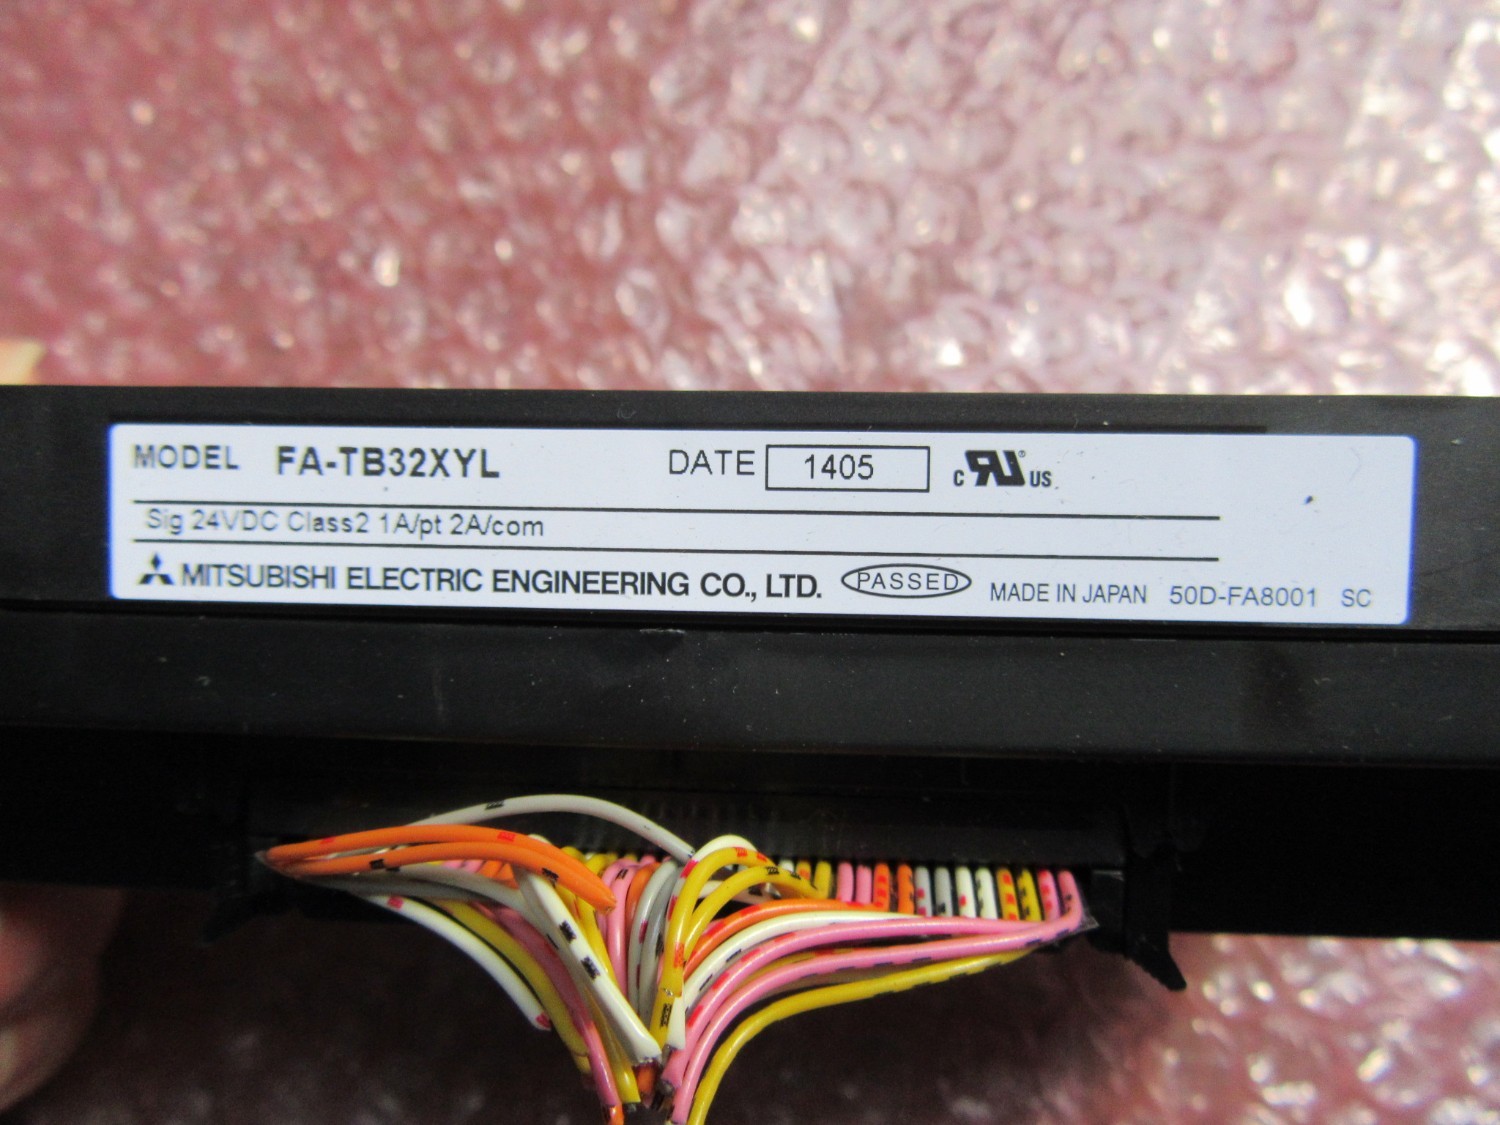 MODEL FA-TB32XYL DATE 1405 c RU US
Sig 24VDC Class2 1A/pt 2A/com
MITSUBISHI ELECTRIC ENGINEERING CO., LTD. PASSED MADE IN JAPAN 50D-FA8001 SC